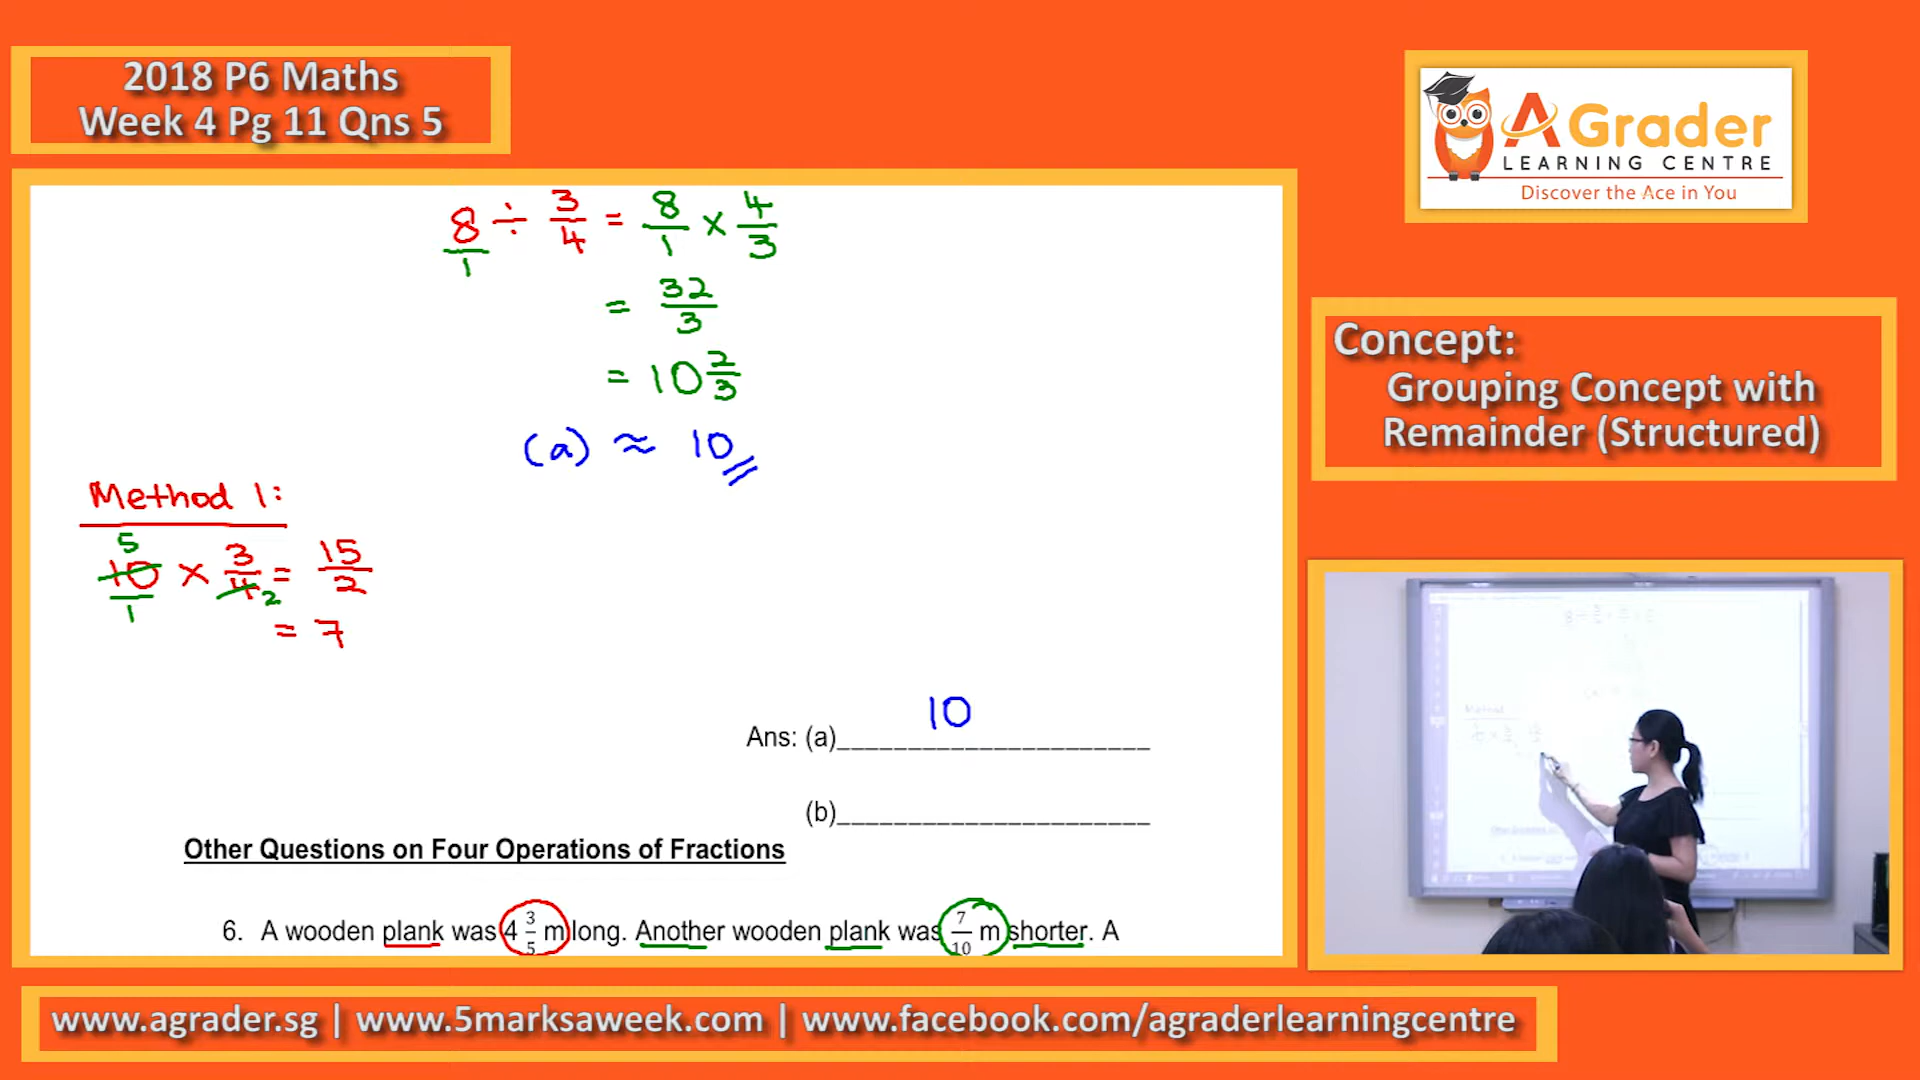 2018 P6 Maths
Week 4 Pg 11 Qns 5
A Grader
LEARNING CENTRE
Discover the Ace in You
8/1 ÷ 3/4 = 8/1 × 4/3
= 32/3
= 10 2/3
(a) ≈ 10
Method 1:
5
10/1 × 3/4 = 15/2
2
= 7
10
Ans: (a)______________________
(b)______________________
Other Questions on Four Operations of Fractions
6. A wooden plank was 4 3/5 m long. Another wooden plank was 7/10 m shorter. A
Concept:
Grouping Concept with
Remainder (Structured)
www.agrader.sg | www.5marksaweek.com | www.facebook.com/agraderlearningcentre